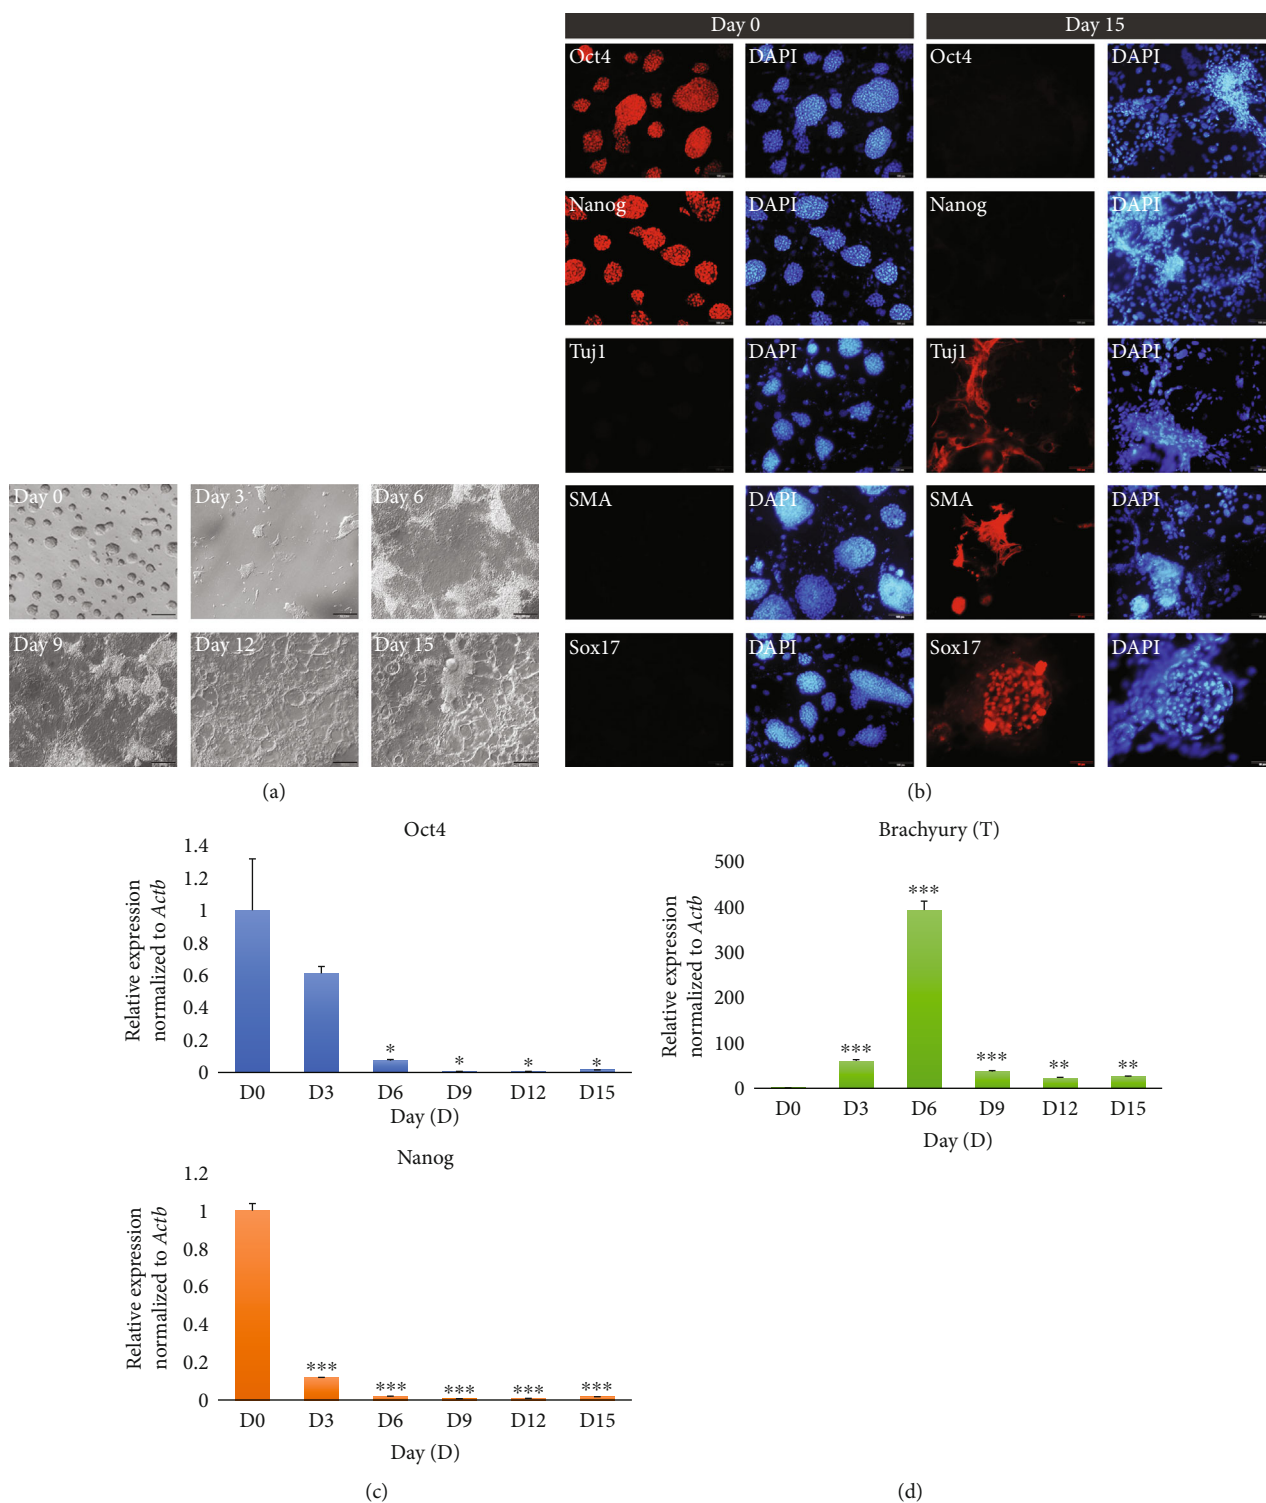 Day 0
Day 15
Oct4
DAPI
Oct4
DAPI
Nanog
DAPI
Nanog
DAPI
Tuj1
DAPI
Tuj1
DAPI
SMA
DAPI
SMA
DAPI
Sox17
DAPI
Sox17
DAPI
Day 0
Day 3
Day 6
Day 9
Day 12
Day 15
(a)
(b)
Oct4
Relative expression
normalized to Actb
1.4
1.2
1
0.8
0.6
0.4
0.2
0
*
*
*
*
D0 D3 D6 D9 D12 D15
Day (D)
Nanog
Relative expression
normalized to Actb
1.2
1
0.8
0.6
0.4
0.2
0
***
***
***
***
***
D0 D3 D6 D9 D12 D15
Day (D)
(c)
Brachyury (T)
Relative expression
normalized to Actb
500
400
300
200
100
0
***
***
***
**
**
D0 D3 D6 D9 D12 D15
Day (D)
(d)